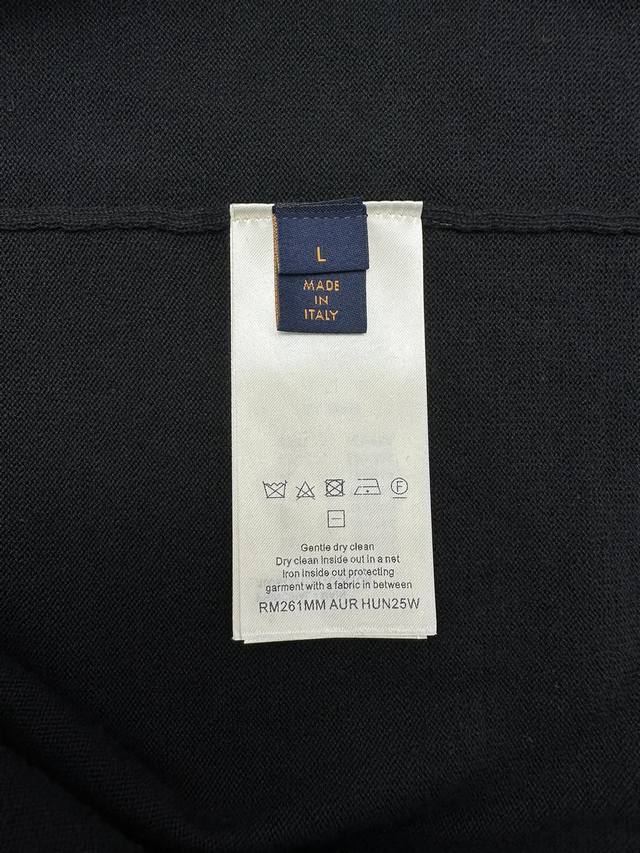 L
MADE
IN
ITALY
F
Gentle dry clean
Dry clean inside out in a net
Iron inside out protecting
garment with a fabric in between
RM261MM AUR HUN25W